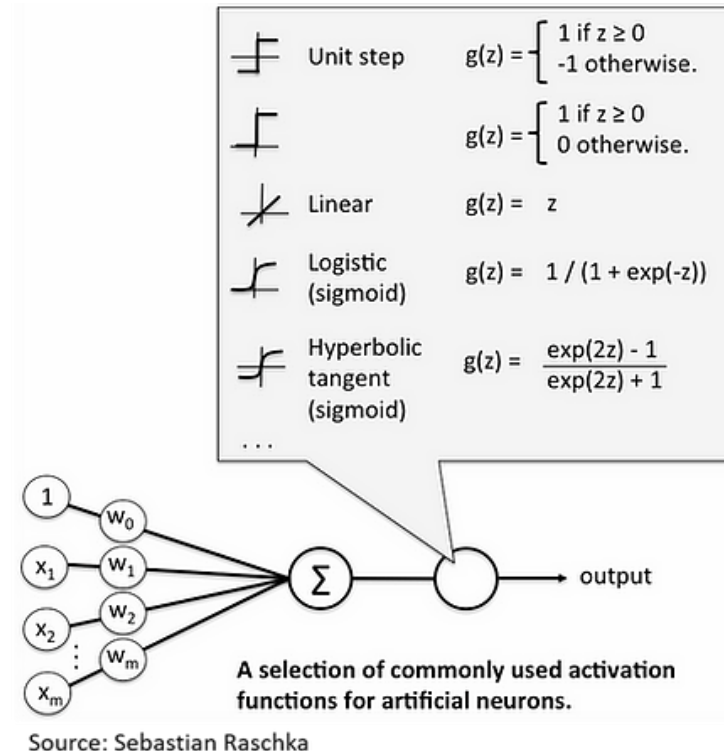 Unit step g(z) = { 1 if z ≥ 0
-1 otherwise.
g(z) = { 1 if z ≥ 0
0 otherwise.
Linear g(z) = z
Logistic
(sigmoid) g(z) = 1 / (1 + exp(-z))
Hyperbolic
tangent
(sigmoid) g(z) = exp(2z) - 1
exp(2z) + 1
...
1 w0
x1 w1
x2 w2
⋮
xm wm
Σ
output
A selection of commonly used activation
functions for artificial neurons.
Source: Sebastian Raschka